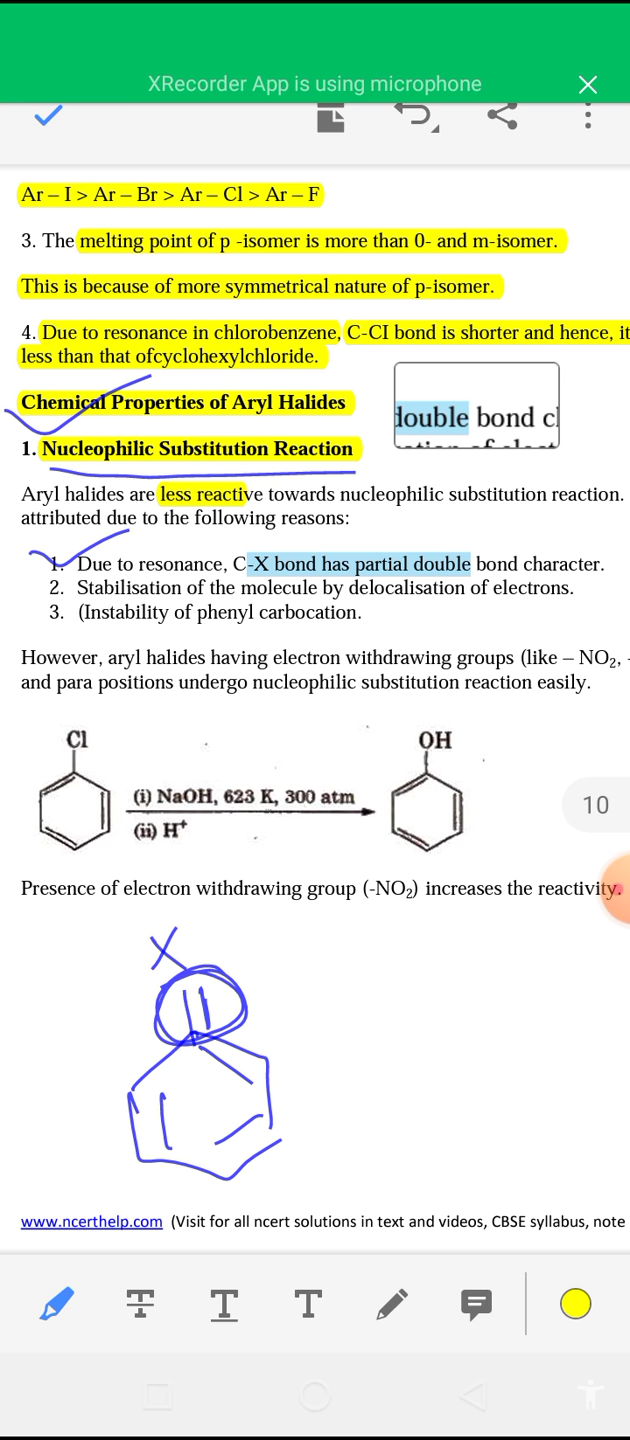 XRecorder App is using microphone
Ar – I > Ar – Br > Ar – Cl > Ar – F
3. The melting point of p -isomer is more than 0- and m-isomer.
This is because of more symmetrical nature of p-isomer.
4. Due to resonance in chlorobenzene, C-CI bond is shorter and hence, it
less than that ofcyclohexylchloride.
double bond c
Chemical Properties of Aryl Halides
1. Nucleophilic Substitution Reaction
Aryl halides are less reactive towards nucleophilic substitution reaction.
attributed due to the following reasons:
1. Due to resonance, C-X bond has partial double bond character.
2. Stabilisation of the molecule by delocalisation of electrons.
3. (Instability of phenyl carbocation.
However, aryl halides having electron withdrawing groups (like – NO₂, -
and para positions undergo nucleophilic substitution reaction easily.
Cl
OH
(i) NaOH, 623 K, 300 atm
(ii) H⁺
10
Presence of electron withdrawing group (-NO₂) increases the reactivity.
X
www.ncerthelp.com (Visit for all ncert solutions in text and videos, CBSE syllabus, note
T T T